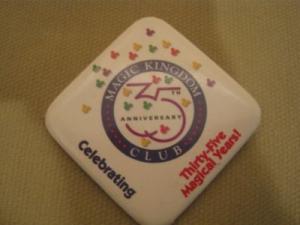 MAGIC KINGDOM
35TH
ANNIVERSARY
CLUB
Celebrating
Thirty-Five
Magical Years!